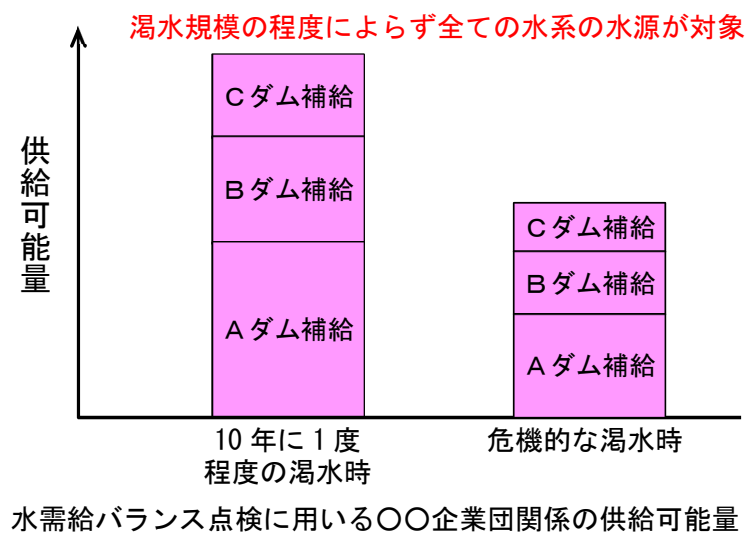 渇水規模の程度によらず全ての水系の水源が対象
供給可能量
Cダム補給
Bダム補給
Aダム補給
Cダム補給
Bダム補給
Aダム補給
10年に1度
程度の渇水時
危機的な渇水時
水需給バランス点検に用いる〇〇企業団関係の供給可能量